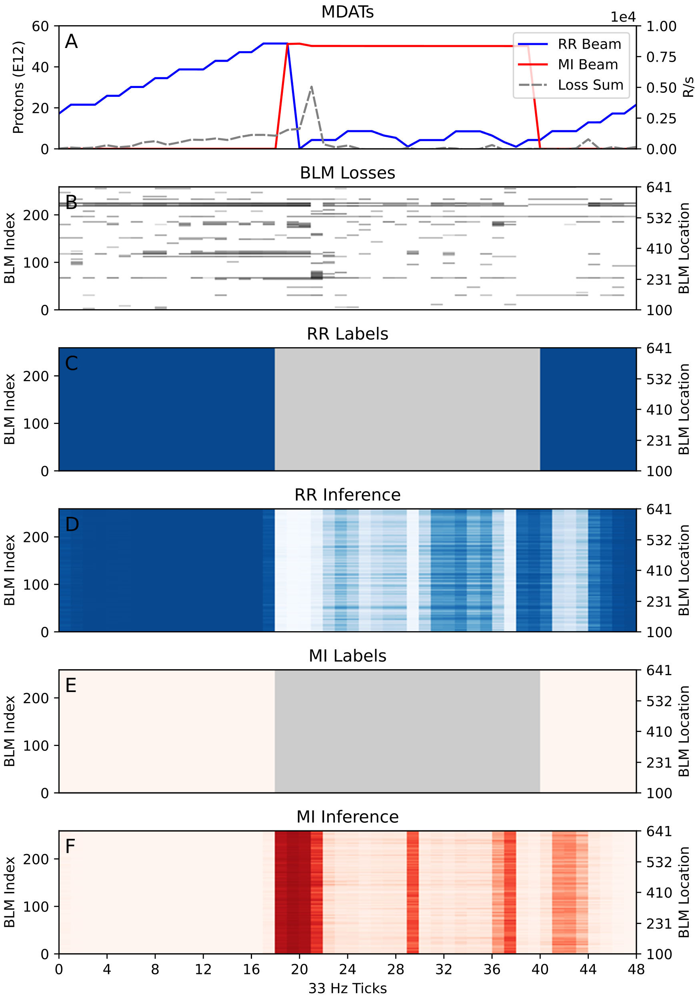 MDATs
1e4
A
60
40
20
0
Protons (E12)
1.00
0.75
0.50
0.25
0.00
R/s
RR Beam
MI Beam
Loss Sum
BLM Losses
B
200
100
0
BLM Index
641
532
410
231
100
BLM Location
RR Labels
C
200
100
0
BLM Index
641
532
410
231
100
BLM Location
RR Inference
D
200
100
0
BLM Index
641
532
410
231
100
BLM Location
MI Labels
E
200
100
0
BLM Index
641
532
410
231
100
BLM Location
MI Inference
F
200
100
0
BLM Index
641
532
410
231
100
BLM Location
0 4 8 12 16 20 24 28 32 36 40 44 48
33 Hz Ticks